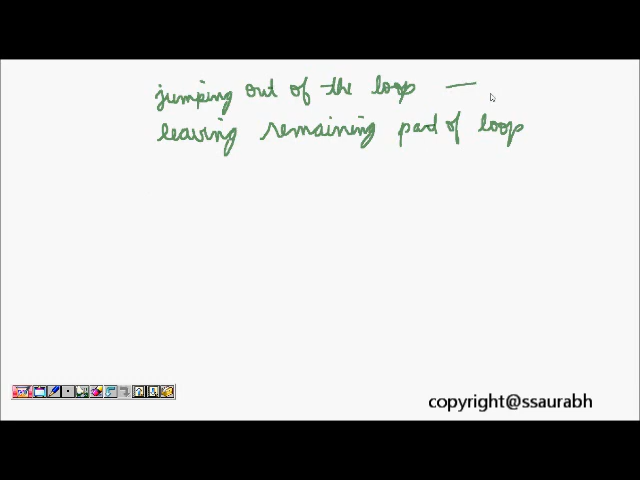 jumping out of the loop —
leaving remaining part of loop
copyright@ssaurabh